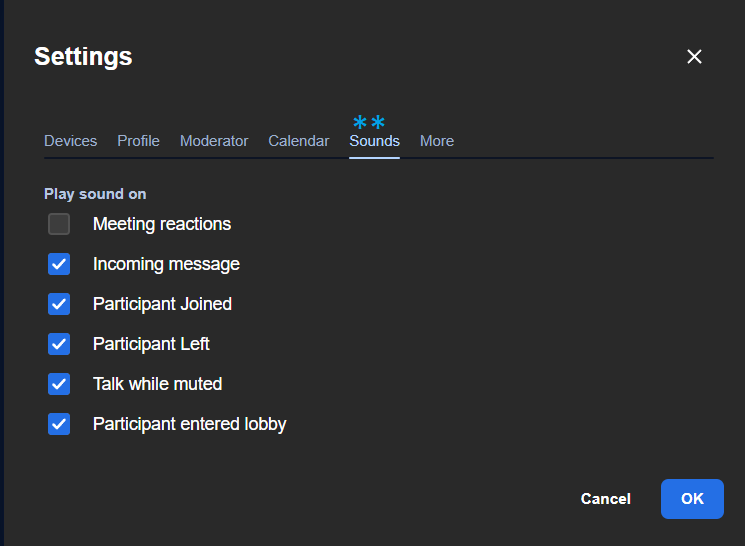 Settings
**
Devices Profile Moderator Calendar Sounds More
Play sound on
Meeting reactions
Incoming message
Participant Joined
Participant Left
Talk while muted
Participant entered lobby
Cancel OK